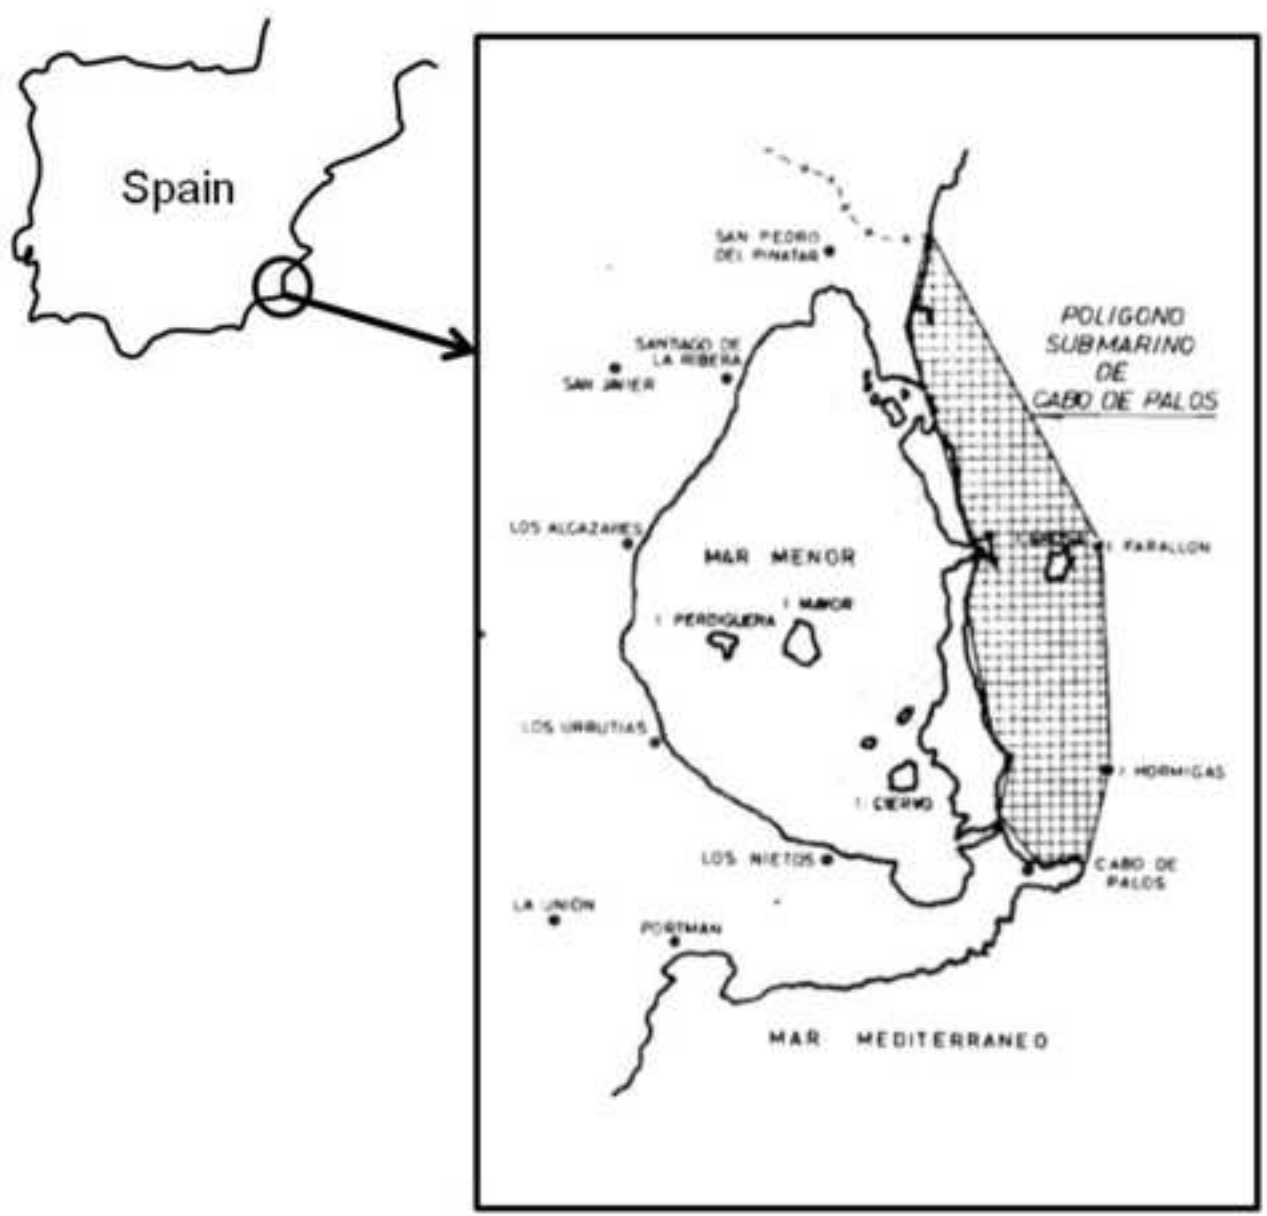 Spain
SAN PEDRO
DEL PINATAR
POLIGONO
SUBMARINO
DE
CABO DE PALOS
SANTIAGO DE
LA RIBERA
SAN JAVIER
LOS ALCAZARES
MAR MENOR
I. FARALLON
I MAYOR
I PERDIGUERA
LOS URRUTIAS
I. HORMIGAS
I. CIERVO
LOS NIETOS
CABO DE
PALOS
LA UNION
PORTMAN
MAR MEDITERRANEO